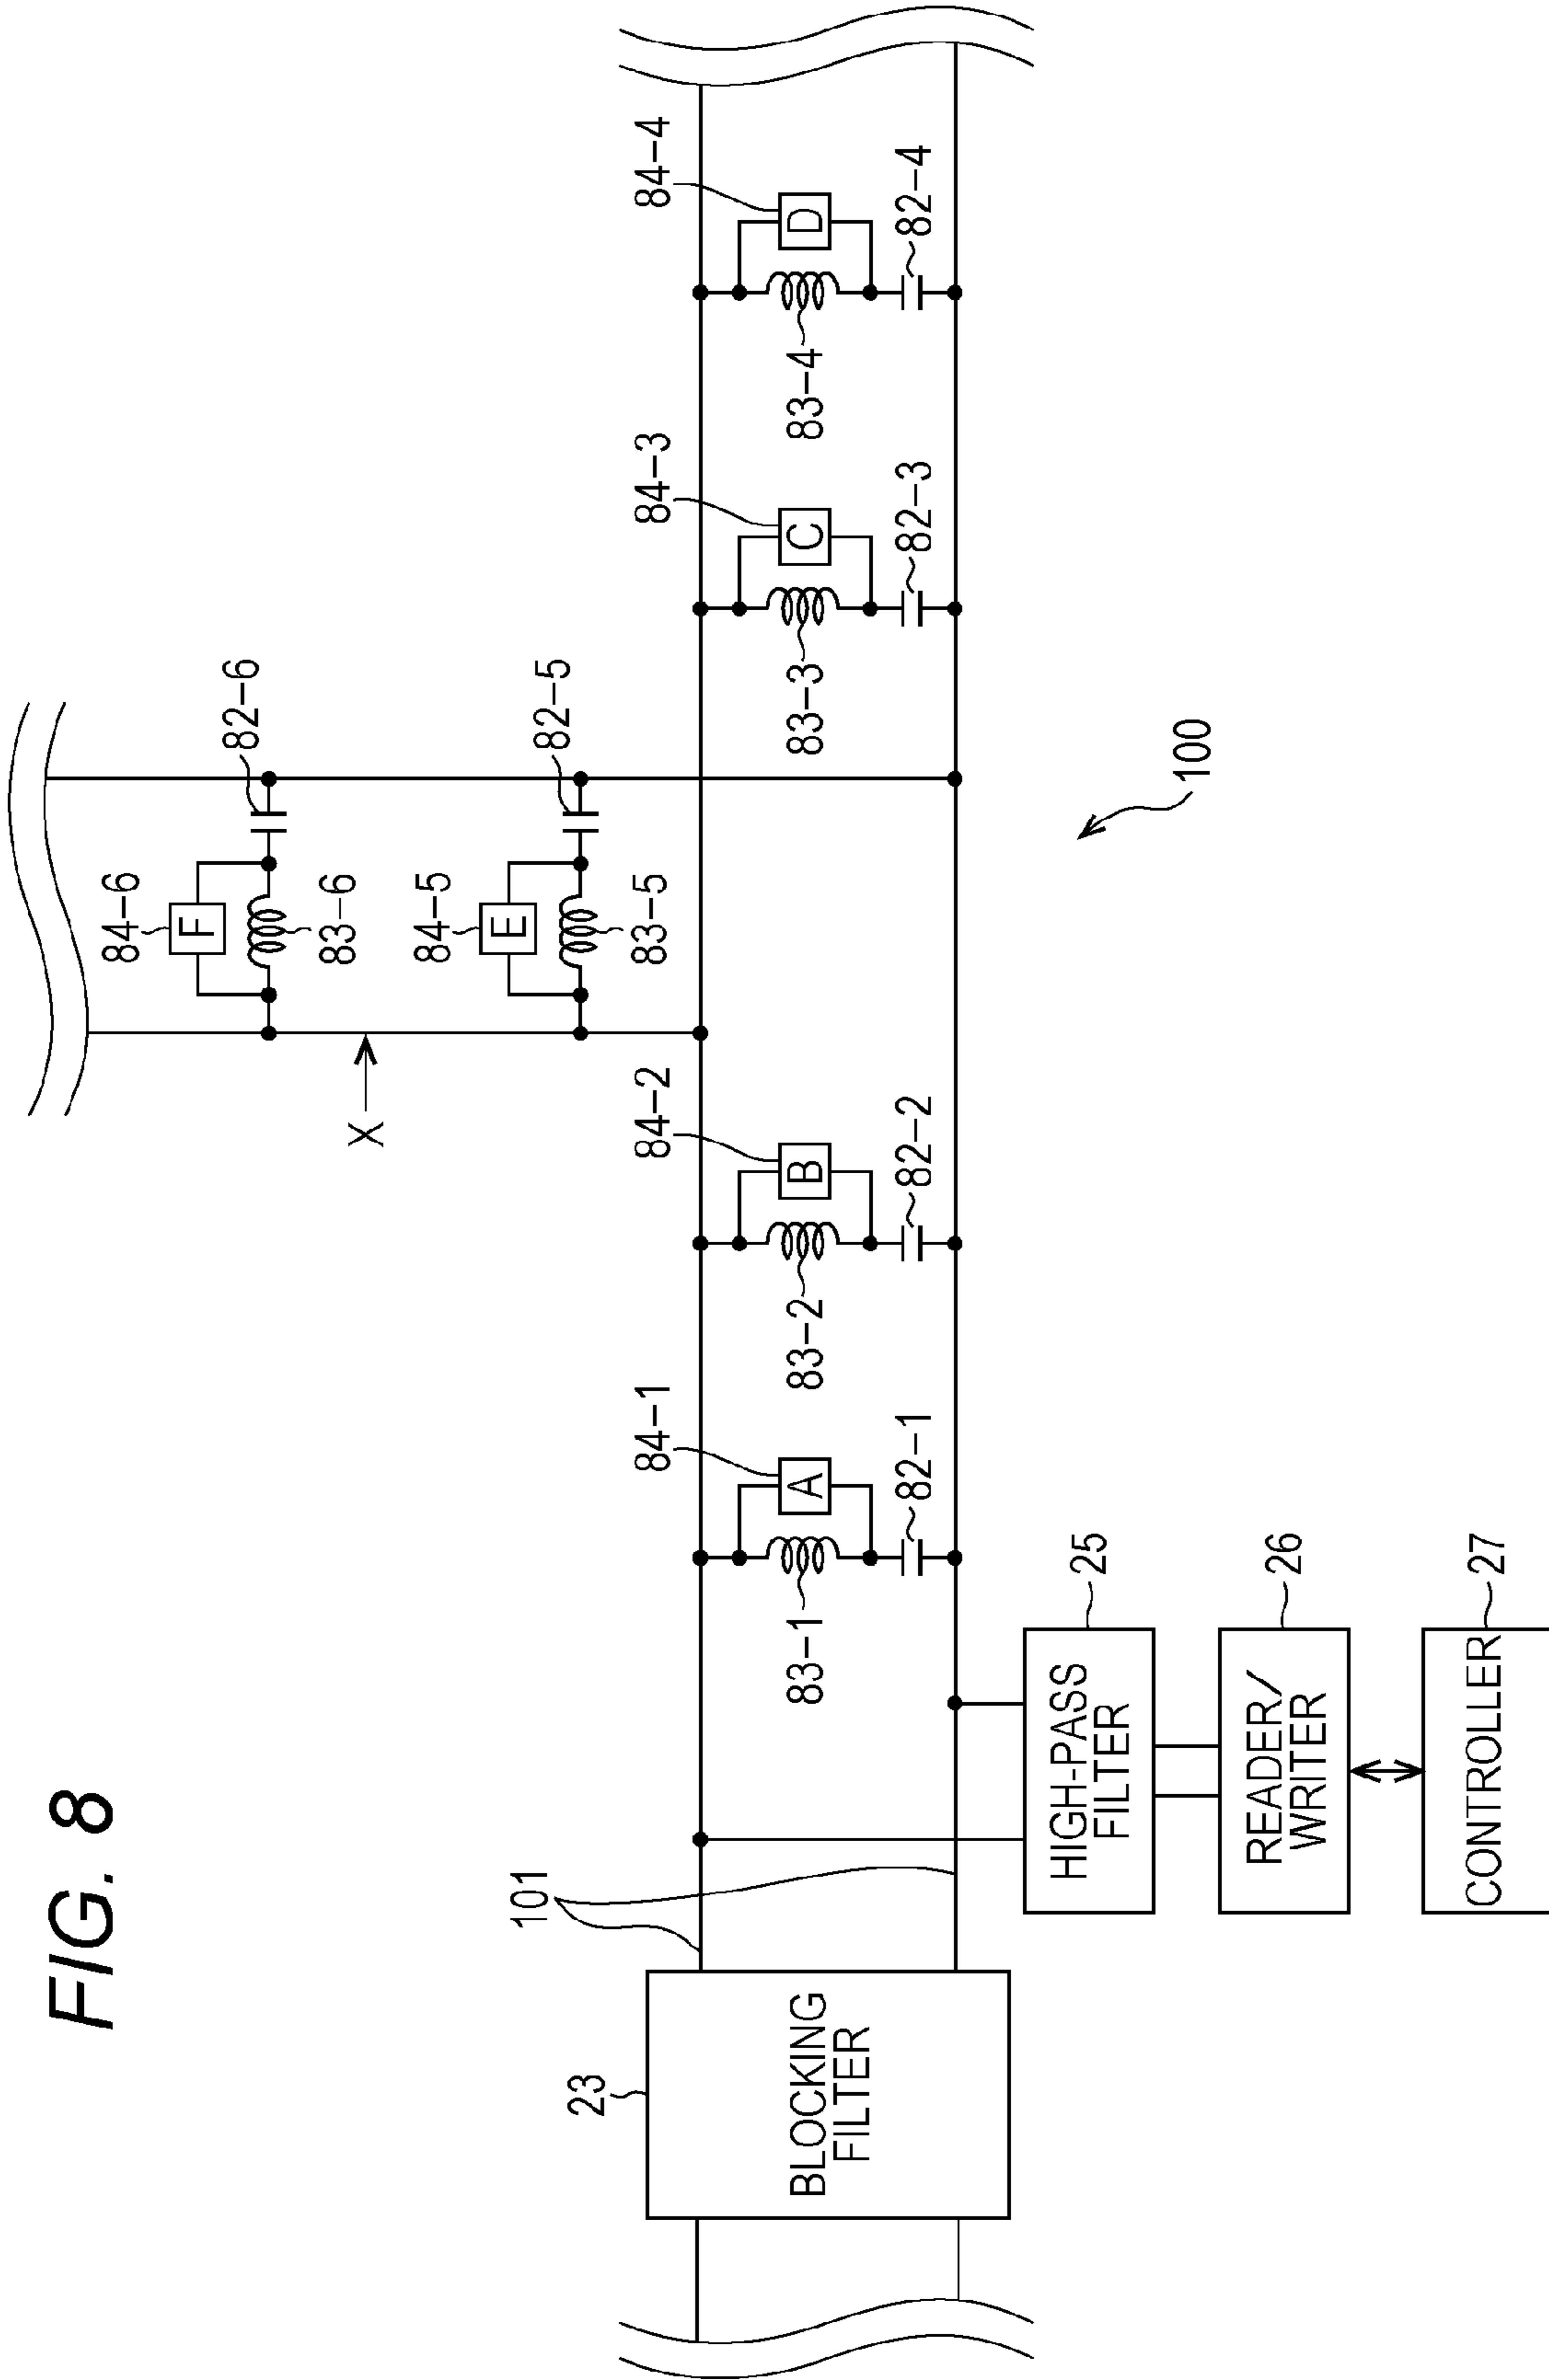 FIG. 8
84-6
F
83-6
82-6
84-5
E
83-5
82-5
X
101
23
BLOCKING
FILTER
84-1
A
83-1
82-1
84-2
B
83-2
82-2
84-3
C
83-3
82-3
84-4
D
83-4
82-4
HIGH-PASS
FILTER
25
READER/
WRITER
26
CONTROLLER
27
100